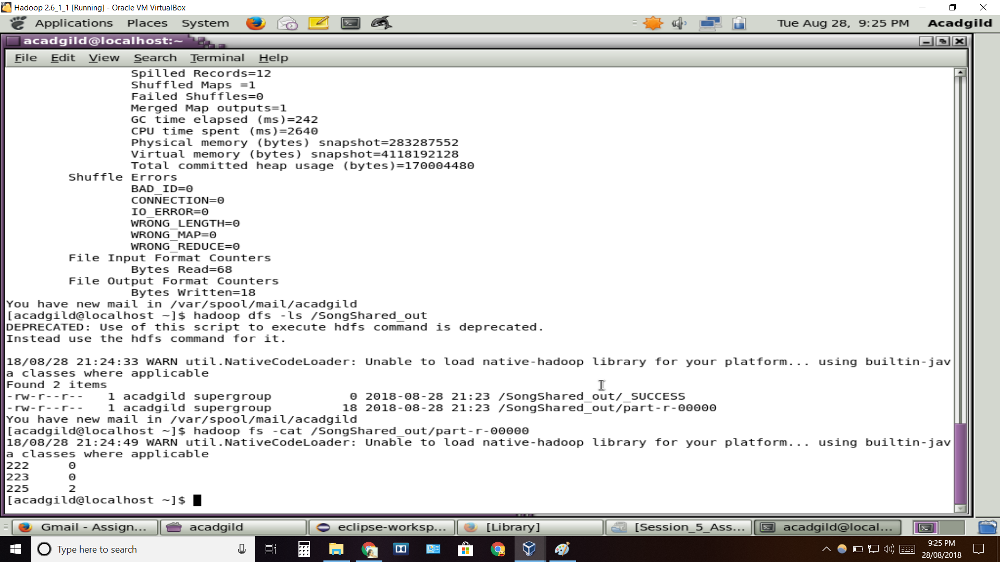 Hadoop 2.6_1_1 [Running] - Oracle VM VirtualBox
Applications Places System Tue Aug 28, 9:25 PM Acadgild
acadgild@localhost:~
File Edit View Search Terminal Help
Spilled Records=12
Shuffled Maps =1
Failed Shuffles=0
Merged Map outputs=1
GC time elapsed (ms)=242
CPU time spent (ms)=2640
Physical memory (bytes) snapshot=283287552
Virtual memory (bytes) snapshot=4118192128
Total committed heap usage (bytes)=170004480
Shuffle Errors
BAD_ID=0
CONNECTION=0
IO_ERROR=0
WRONG_LENGTH=0
WRONG_MAP=0
WRONG_REDUCE=0
File Input Format Counters
Bytes Read=68
File Output Format Counters
Bytes Written=18
You have new mail in /var/spool/mail/acadgild
[acadgild@localhost ~]$ hadoop dfs -ls /SongShared_out
DEPRECATED: Use of this script to execute hdfs command is deprecated.
Instead use the hdfs command for it.
18/08/28 21:24:33 WARN util.NativeCodeLoader: Unable to load native-hadoop library for your platform... using builtin-jav
a classes where applicable
Found 2 items
-rw-r--r-- 1 acadgild supergroup 0 2018-08-28 21:23 /SongShared_out/_SUCCESS
-rw-r--r-- 1 acadgild supergroup 18 2018-08-28 21:23 /SongShared_out/part-r-00000
You have new mail in /var/spool/mail/acadgild
[acadgild@localhost ~]$ hadoop fs -cat /SongShared_out/part-r-00000
18/08/28 21:24:49 WARN util.NativeCodeLoader: Unable to load native-hadoop library for your platform... using builtin-jav
a classes where applicable
222 0
223 0
225 2
[acadgild@localhost ~]$
Gmail - Assign... acadgild eclipse-worksp... [Library] [Session_5_Ass... acadgild@local...
Type here to search
9:25 PM
28/08/2018